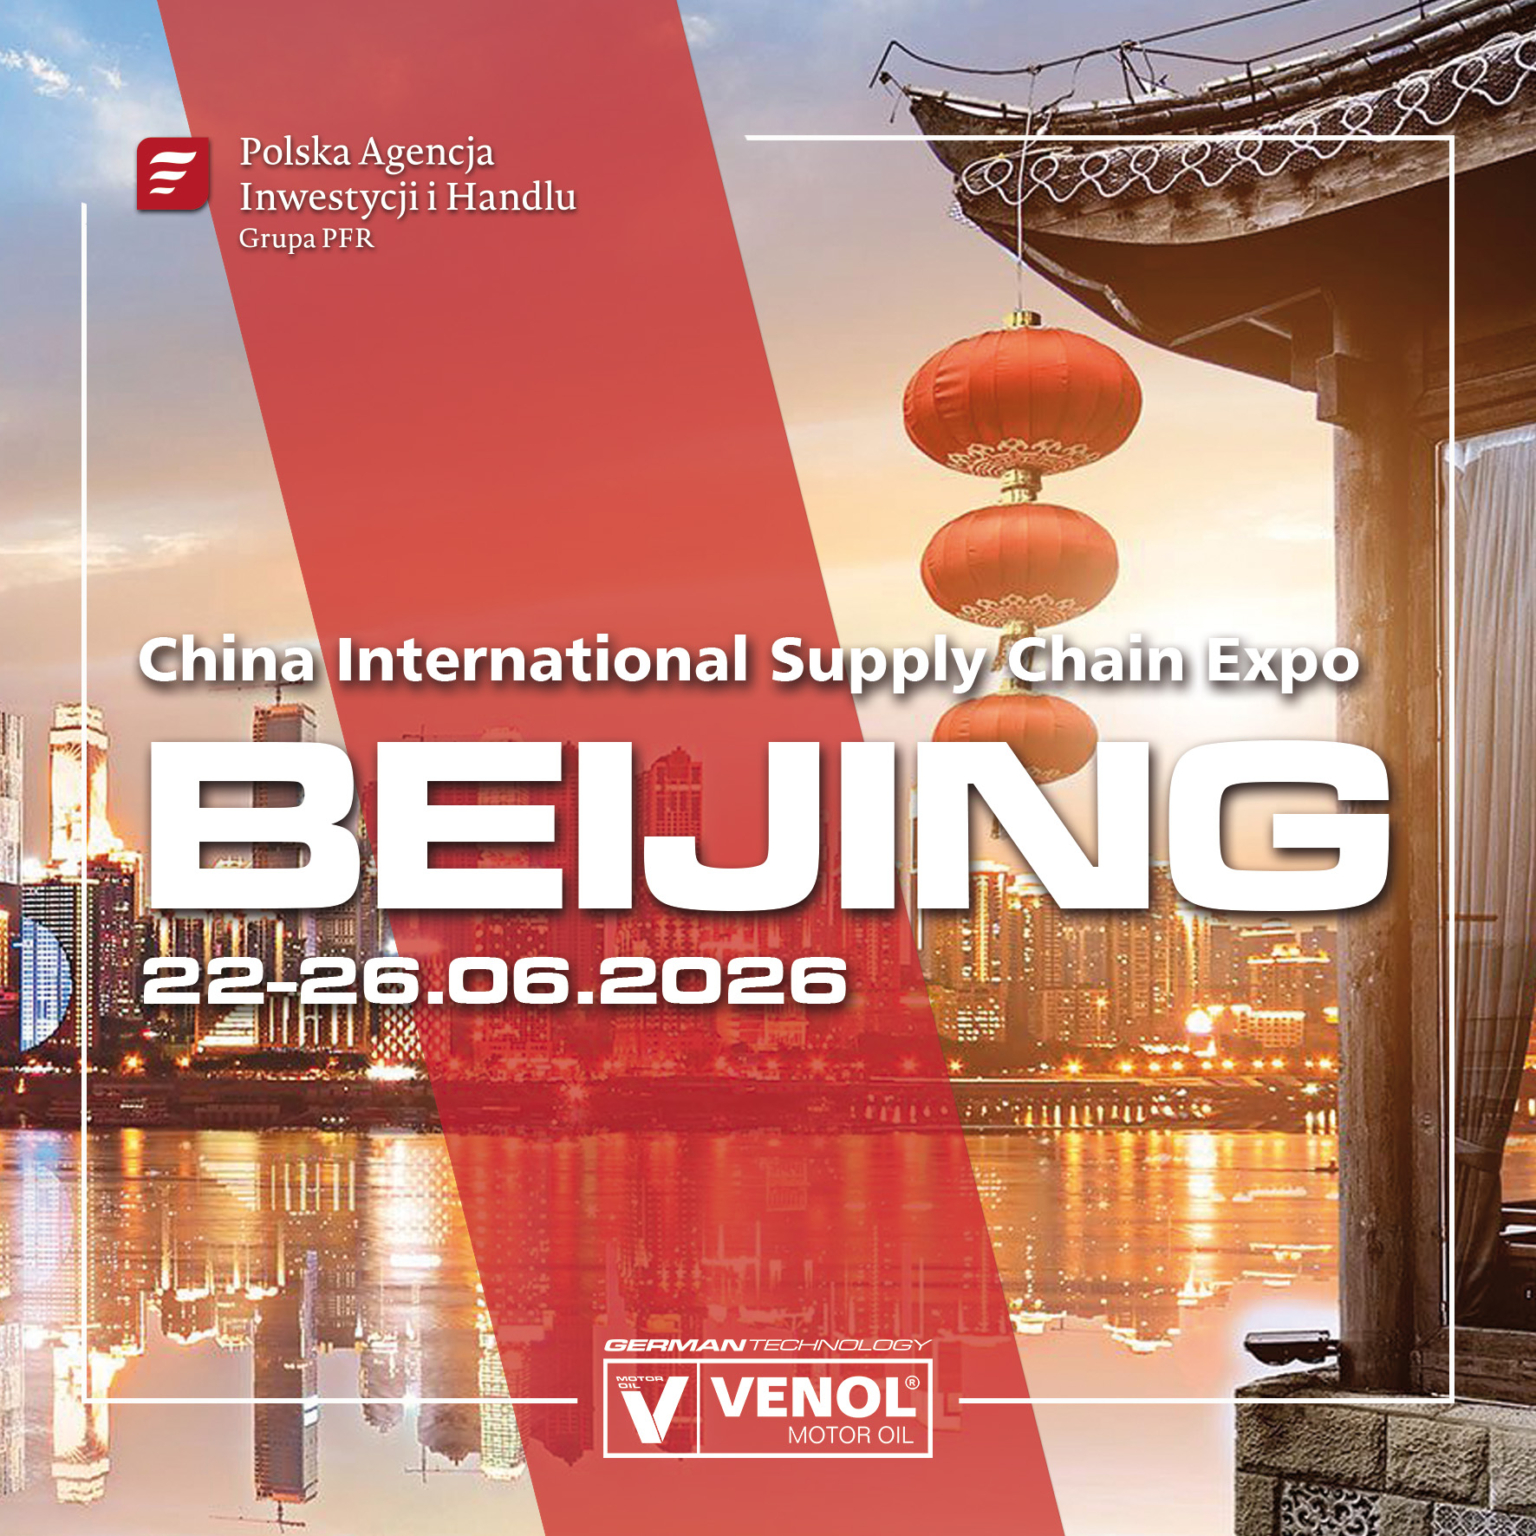 Polska Agencja
Inwestycji i Handlu
Grupa PFR
China International Supply Chain Expo
BEIJING
22-26.06.2026
GERMAN TECHNOLOGY
MOTOR
OIL
V
VENOL®
MOTOR OIL